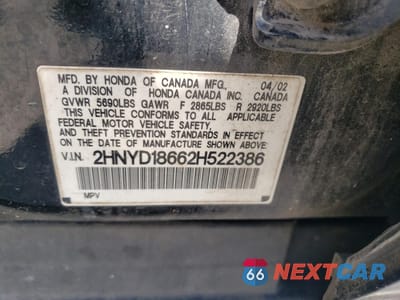 MFD. BY HONDA OF CANADA MFG. 04/02
A DIVISION OF HONDA CANADA INC. CANADA
GVWR 5690LBS GAWR F 2865LBS R 2920LBS
THIS VEHICLE CONFORMS TO ALL APPLICABLE
FEDERAL MOTOR VEHICLE SAFETY AND
THEFT PREVENTION STANDARDS IN EFFECT
ON THE DATE OF MANUFACTURE SHOWN ABOVE.
V.I.N. 2HNYD18662H522386
MPV
66 NEXTCAR